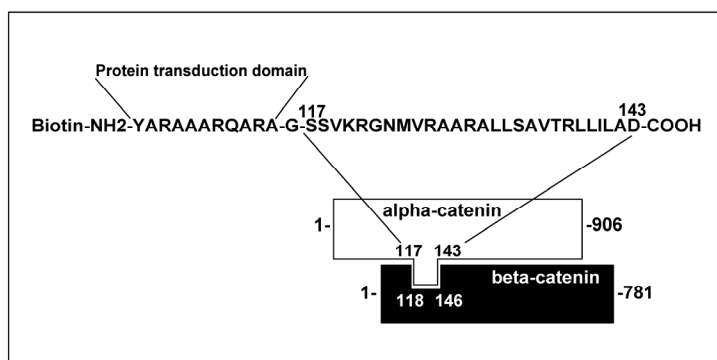 Protein transduction domain
117 143
Biotin-NH2-YARAAARQARA-G-SSVKRGNMVRAARALLSAVTRLLILAD-COOH
alpha-catenin
1- -906
117 143
beta-catenin
1- 118 146 -781